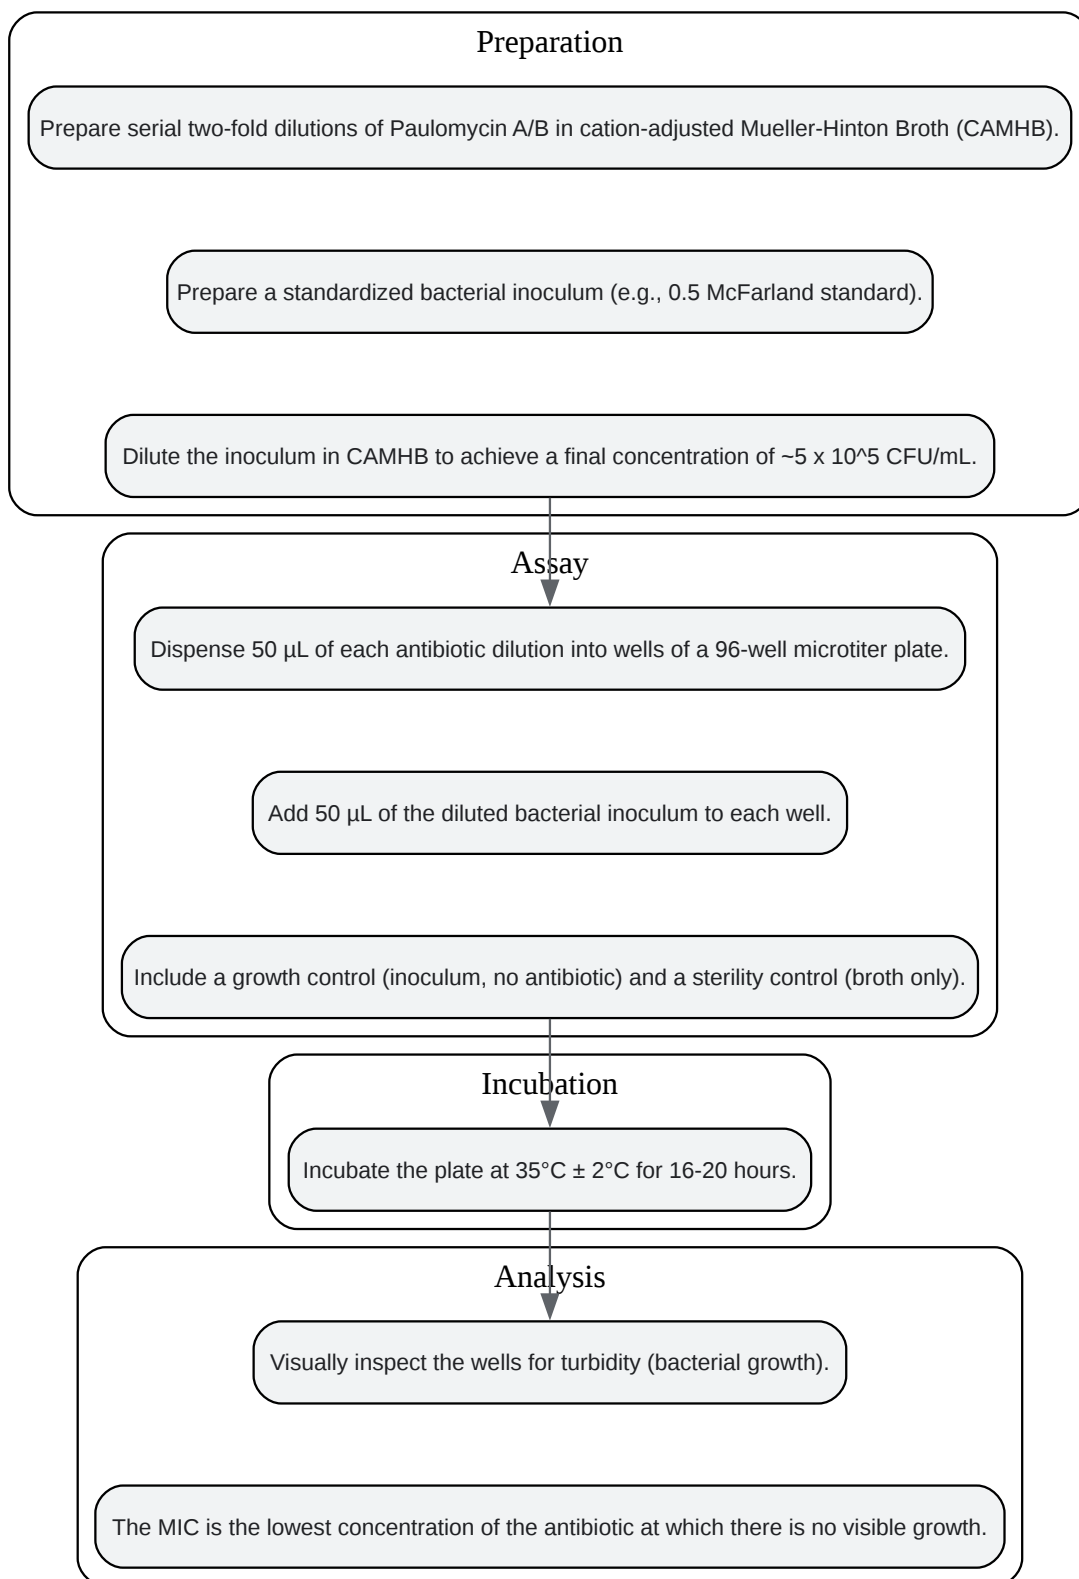 Preparation
Prepare serial two-fold dilutions of Paulomycin A/B in cation-adjusted Mueller-Hinton Broth (CAMHB).
Prepare a standardized bacterial inoculum (e.g., 0.5 McFarland standard).
Dilute the inoculum in CAMHB to achieve a final concentration of ~5 x 10^5 CFU/mL.
Assay
Dispense 50 µL of each antibiotic dilution into wells of a 96-well microtiter plate.
Add 50 µL of the diluted bacterial inoculum to each well.
Include a growth control (inoculum, no antibiotic) and a sterility control (broth only).
Incubation
Incubate the plate at 35°C ± 2°C for 16-20 hours.
Analysis
Visually inspect the wells for turbidity (bacterial growth).
The MIC is the lowest concentration of the antibiotic at which there is no visible growth.